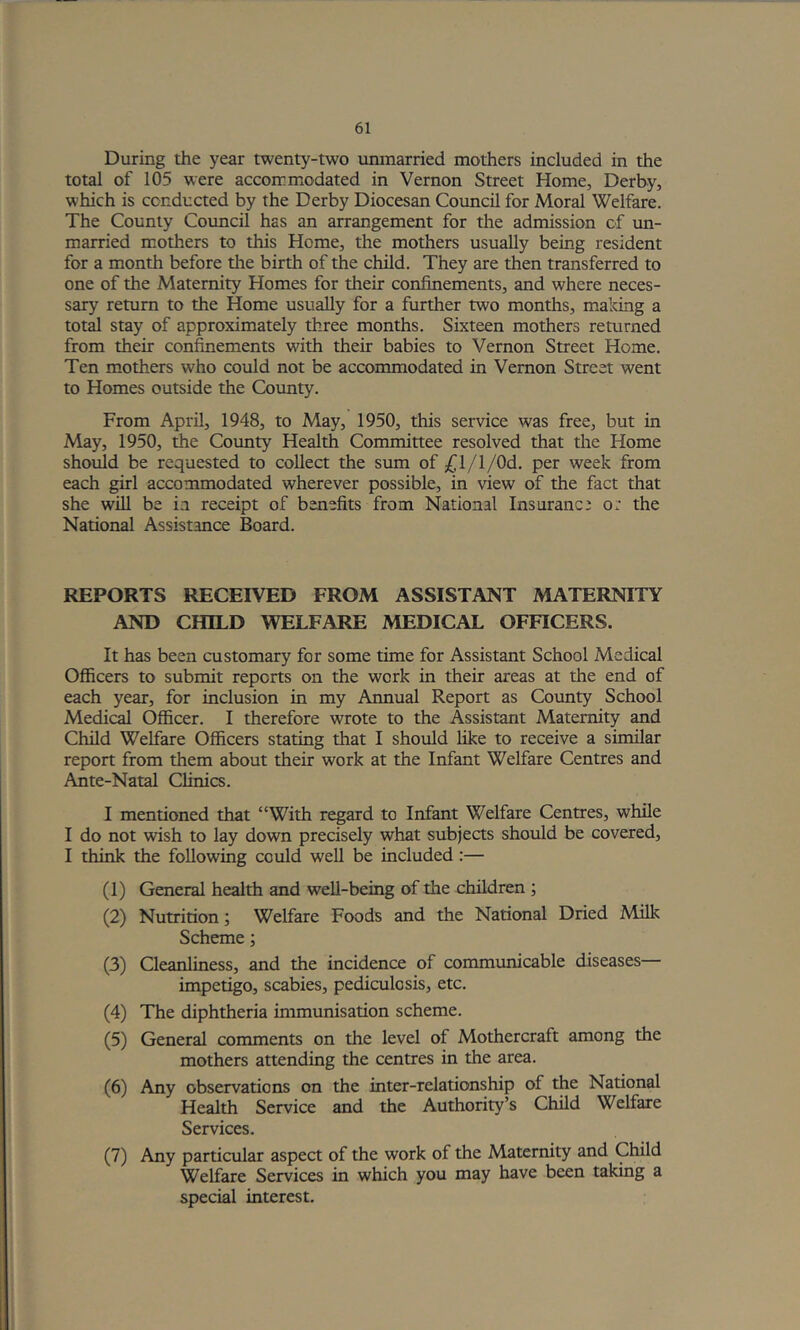 61
During the year twenty-two unmarried mothers included in the
total of 105 were accommodated in Vernon Street Home, Derby,
which is conducted by the Derby Diocesan Council for Moral Welfare.
The County Council has an arrangement for the admission of un-
married mothers to this Home, the mothers usually being resident
for a month before the birth of the child. They are then transferred to
one of the Maternity Homes for their confinements, and where neces-
sary return to the Home usually for a further two months, making a
total stay of approximately three months. Sixteen mothers returned
from their confinements with their babies to Vernon Street Home.
Ten mothers who could not be accommodated in Vernon Street went
to Homes outside the County.
From April, 1948, to May, 1950, this service was free, but in
May, 1950, the County Health Committee resolved that the Home
should be requested to collect the sum of £1/1/0d. per week from
each girl accommodated wherever possible, in view of the fact that
she will be in receipt of benefits from National Insurance or the
National Assistance Board.
REPORTS RECEIVED FROM ASSISTANT MATERNITY
AND CHILD WELFARE MEDICAL OFFICERS.
It has been customary for some time for Assistant School Medical
Officers to submit reports on the work in their areas at the end of
each year, for inclusion in my Annual Report as County School
Medical Officer. I therefore wrote to the Assistant Maternity and
Child Welfare Officers stating that I should like to receive a similar
report from them about their work at the Infant Welfare Centres and
Ante-Natal Clinics.
I mentioned that “With regard to Infant Welfare Centres, while
I do not wish to lay down precisely what subjects should be covered,
I think the following could well be included :—
(1) General health and well-being of the children ;
(2) Nutrition ; Welfare Foods and the National Dried Milk
Scheme ;
(3) Cleanliness, and the incidence of communicable diseases—
impetigo, scabies, pediculosis, etc.
(4) The diphtheria immunisation scheme.
(5) General comments on the level of Mothercraft among the
mothers attending the centres in the area.
(6) Any observations on the inter-relationship of the National
Health Service and the Authority’s Child Welfare
Services.
(7) Any particular aspect of the work of the Maternity and Child
Welfare Services in which you may have been taking a
special interest.